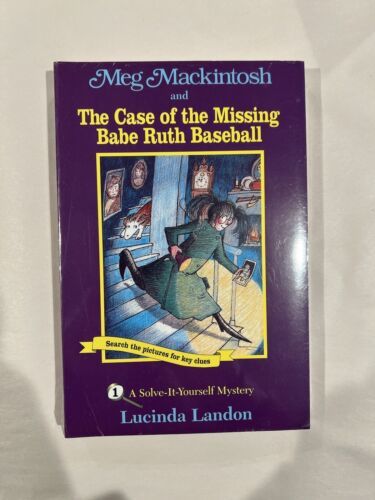 Meg Mackintosh
and
The Case of the Missing
Babe Ruth Baseball
Search the pictures for key clues
1 A Solve-It-Yourself Mystery
Lucinda Landon